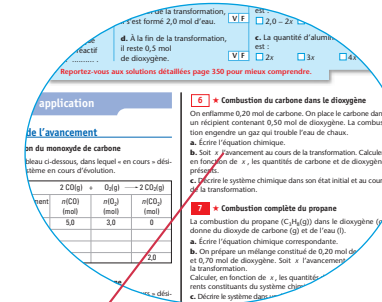 de la transformation,
s'est formé 2,0 mol d'eau.
V F
2,0 – 2x
d. À la fin de la transformation,
il reste 0,5 mol
de dioxygène.
V F
réactif
c. La quantité d'alumin
est :
2x
3x
4x
Reportez-vous aux solutions détaillées page 350 pour mieux comprendre.
application
de l'avancement
on du monoxyde de carbone
bleau ci-dessous, dans lequel « en cours » dési-
tème en cours d'évolution.
2 CO(g) + O₂(g) → 2 CO₂(g)
n(CO) (mol)
n(O₂) (mol)
n(CO₂) (mol)
5,0 3,0 0
2,0
6 ★ Combustion du carbone dans le dioxygène
On enflamme 0,20 mol de carbone. On place le carbone dan
un récipient contenant 0,50 mol de dioxygène. La combus
tion engendre un gaz qui trouble l'eau de chaux.
a. Écrire l'équation chimique.
b. Soit x l'avancement au cours de la transformation. Calculer
en fonction de x, les quantités de carbone et de dioxygèn
présents.
c. Décrire le système chimique dans son état initial et au cour
de la transformation.
7 ★ Combustion complète du propane
La combustion du propane (C₃H₈(g)) dans le dioxygène (g
donne du dioxyde de carbone (g) et de l'eau (l).
a. Écrire l'équation chimique correspondante.
b. On prépare un mélange constitué de 0,20 mol de
et 0,70 mol de dioxygène. Soit x l'avancement
la transformation.
Calculer, en fonction de x, les quantités
rents constituants du système chim
c. Décrire le système dans